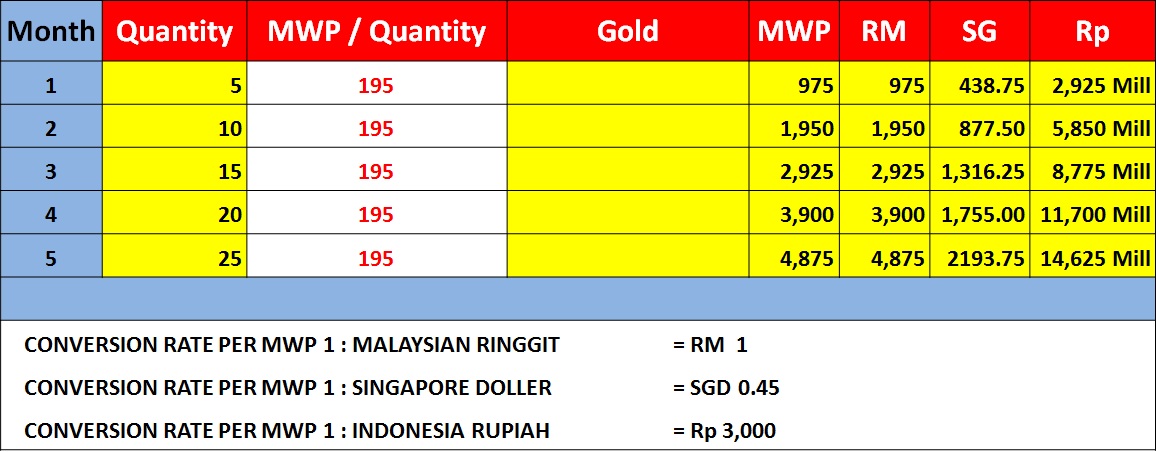 Month Quantity MWP / Quantity Gold MWP RM SG Rp
1 5 195 975 975 438.75 2,925 Mill
2 10 195 1,950 1,950 877.50 5,850 Mill
3 15 195 2,925 2,925 1,316.25 8,775 Mill
4 20 195 3,900 3,900 1,755.00 11,700 Mill
5 25 195 4,875 4,875 2193.75 14,625 Mill
CONVERSION RATE PER MWP 1 : MALAYSIAN RINGGIT = RM 1
CONVERSION RATE PER MWP 1 : SINGAPORE DOLLER = SGD 0.45
CONVERSION RATE PER MWP 1 : INDONESIA RUPIAH = Rp 3,000